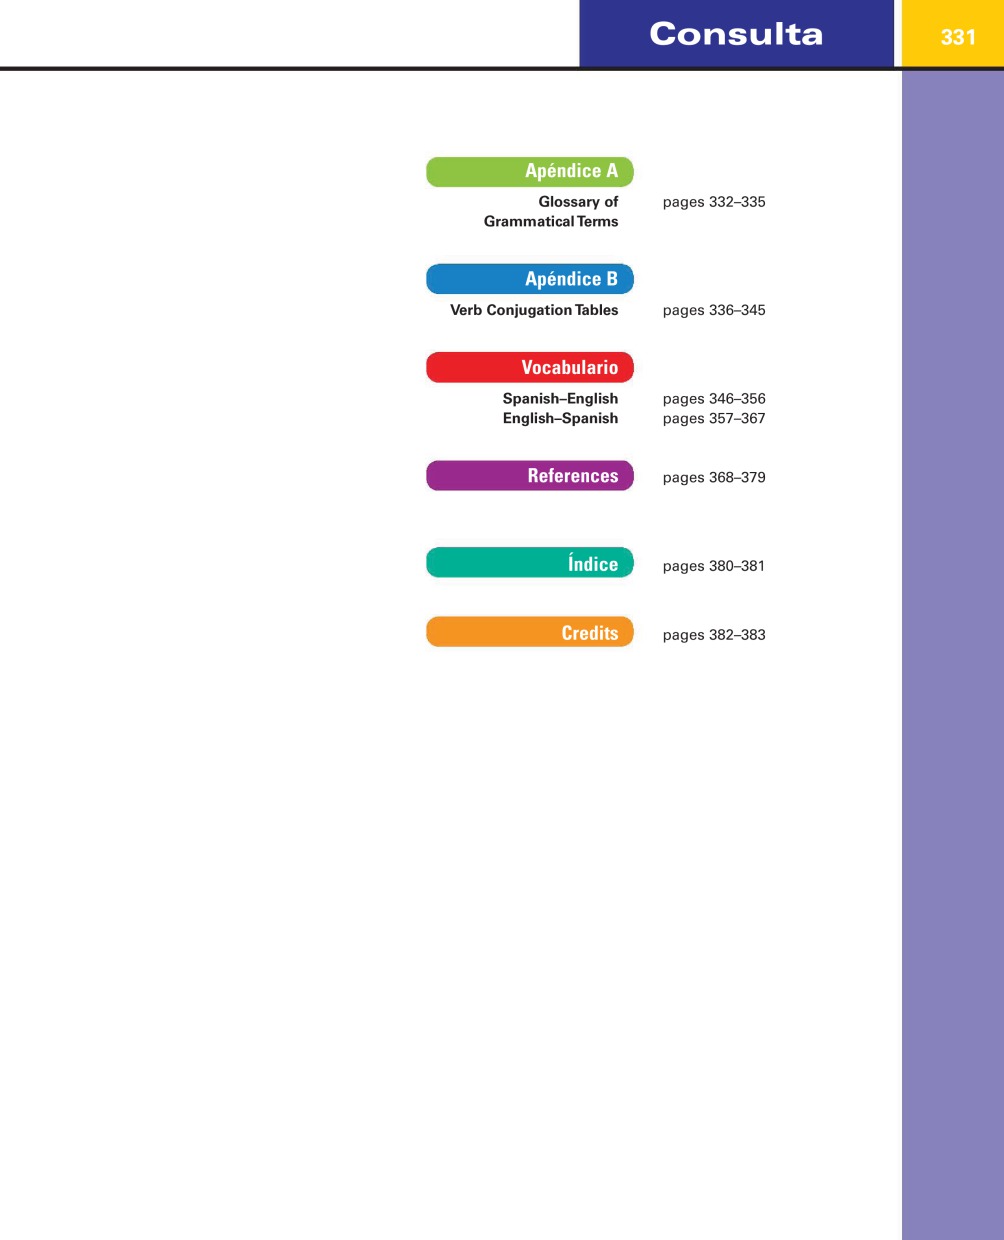 Consulta 331
Apéndice A
Glossary of pages 332–335
Grammatical Terms
Apéndice B
Verb Conjugation Tables pages 336–345
Vocabulario
Spanish–English pages 346–356
English–Spanish pages 357–367
References pages 368–379
Índice pages 380–381
Credits pages 382–383